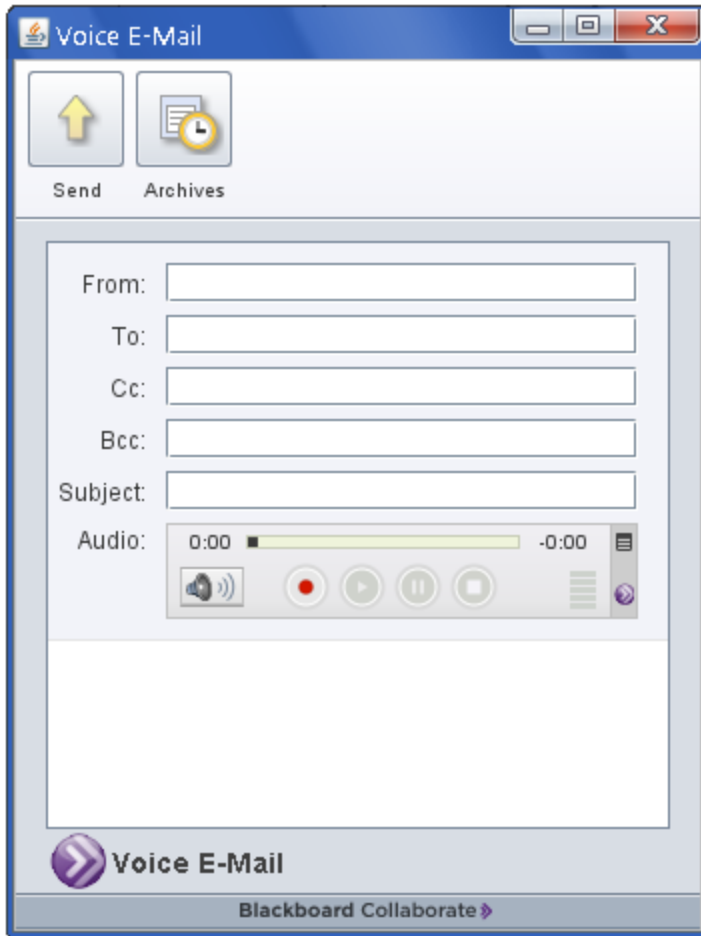 Voice E-Mail
Send Archives
From:
To:
Cc:
Bcc:
Subject:
Audio: 0:00 -0:00
Voice E-Mail
Blackboard Collaborate